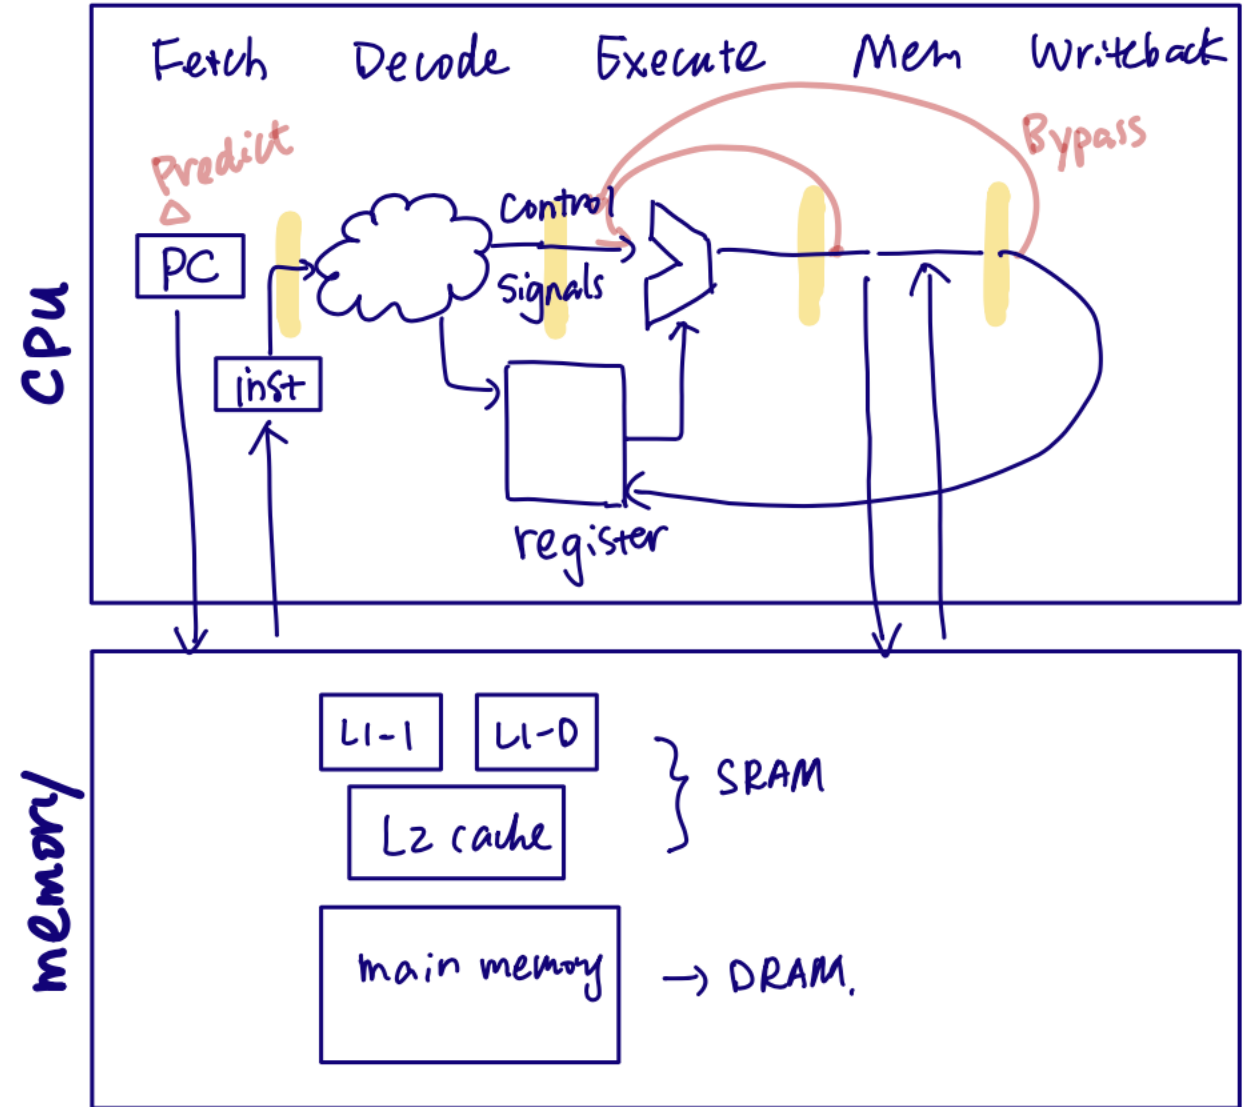 Fetch Decode Execute Mem Writeback
Predict
Bypass
Control
PC
Signals
inst
register
CPU
L1-1 L1-D
SRAM
L2 cache
main memory → DRAM.
memory